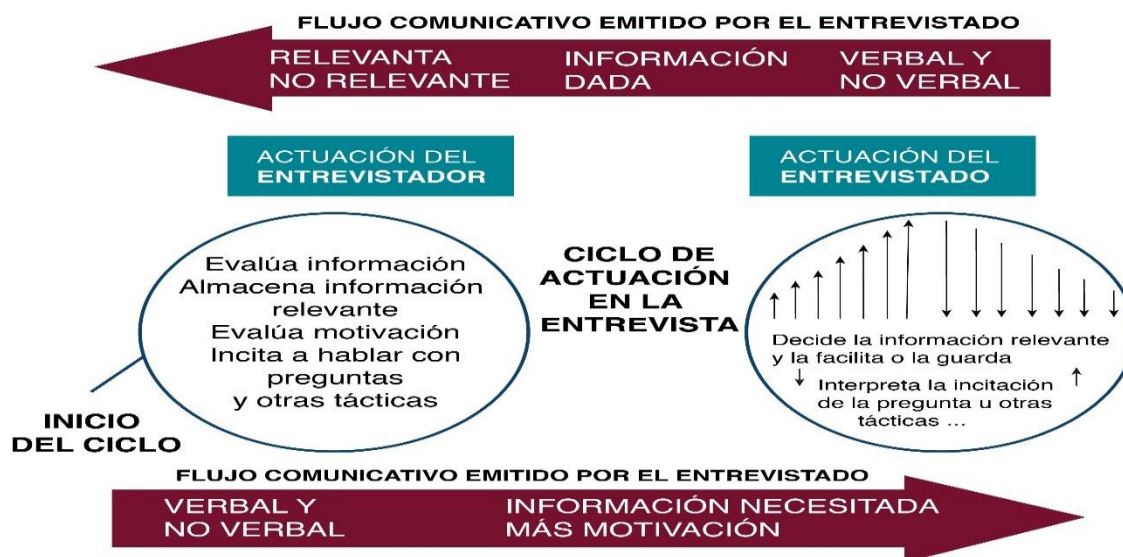 FLUJO COMUNICATIVO EMITIDO POR EL ENTREVISTADO
RELEVANTA
NO RELEVANTE
INFORMACIÓN
DADA
VERBAL Y
NO VERBAL
ACTUACIÓN DEL
ENTREVISTADOR
ACTUACIÓN DEL
ENTREVISTADO
Evalúa información
Almacena información
relevante
Evalúa motivación
Incita a hablar con
preguntas
y otras tácticas
CICLO DE
ACTUACIÓN
EN LA
ENTREVISTA
Decide la información relevante
y la facilita o la guarda
Interpreta la incitación
de la pregunta u otras
tácticas ...
INICIO
DEL CICLO
FLUJO COMUNICATIVO EMITIDO POR EL ENTREVISTADO
VERBAL Y
NO VERBAL
INFORMACIÓN NECESITADA
MÁS MOTIVACIÓN